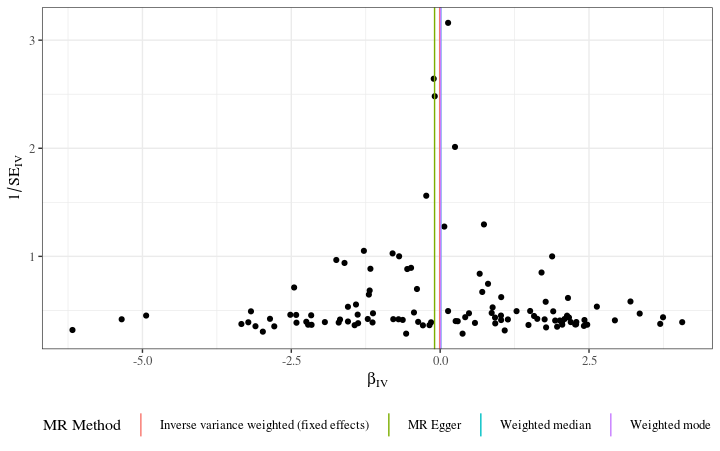 3
2
1
1/SE_IV
-5.0
-2.5
0.0
2.5
β_IV
MR Method
Inverse variance weighted (fixed effects)
MR Egger
Weighted median
Weighted mode